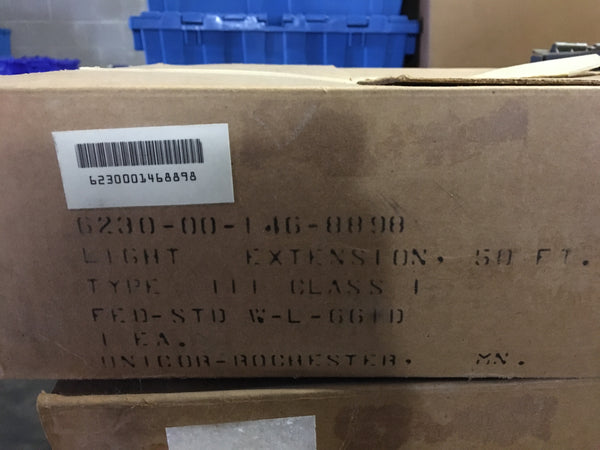 6230001468898
6230-00-146-8898
LIGHT EXTENSION, 50 FT.
TYPE III CLASS 1
FED-STD W-L-661D
1 EA.
UNICOR-ROCHESTER, MN.